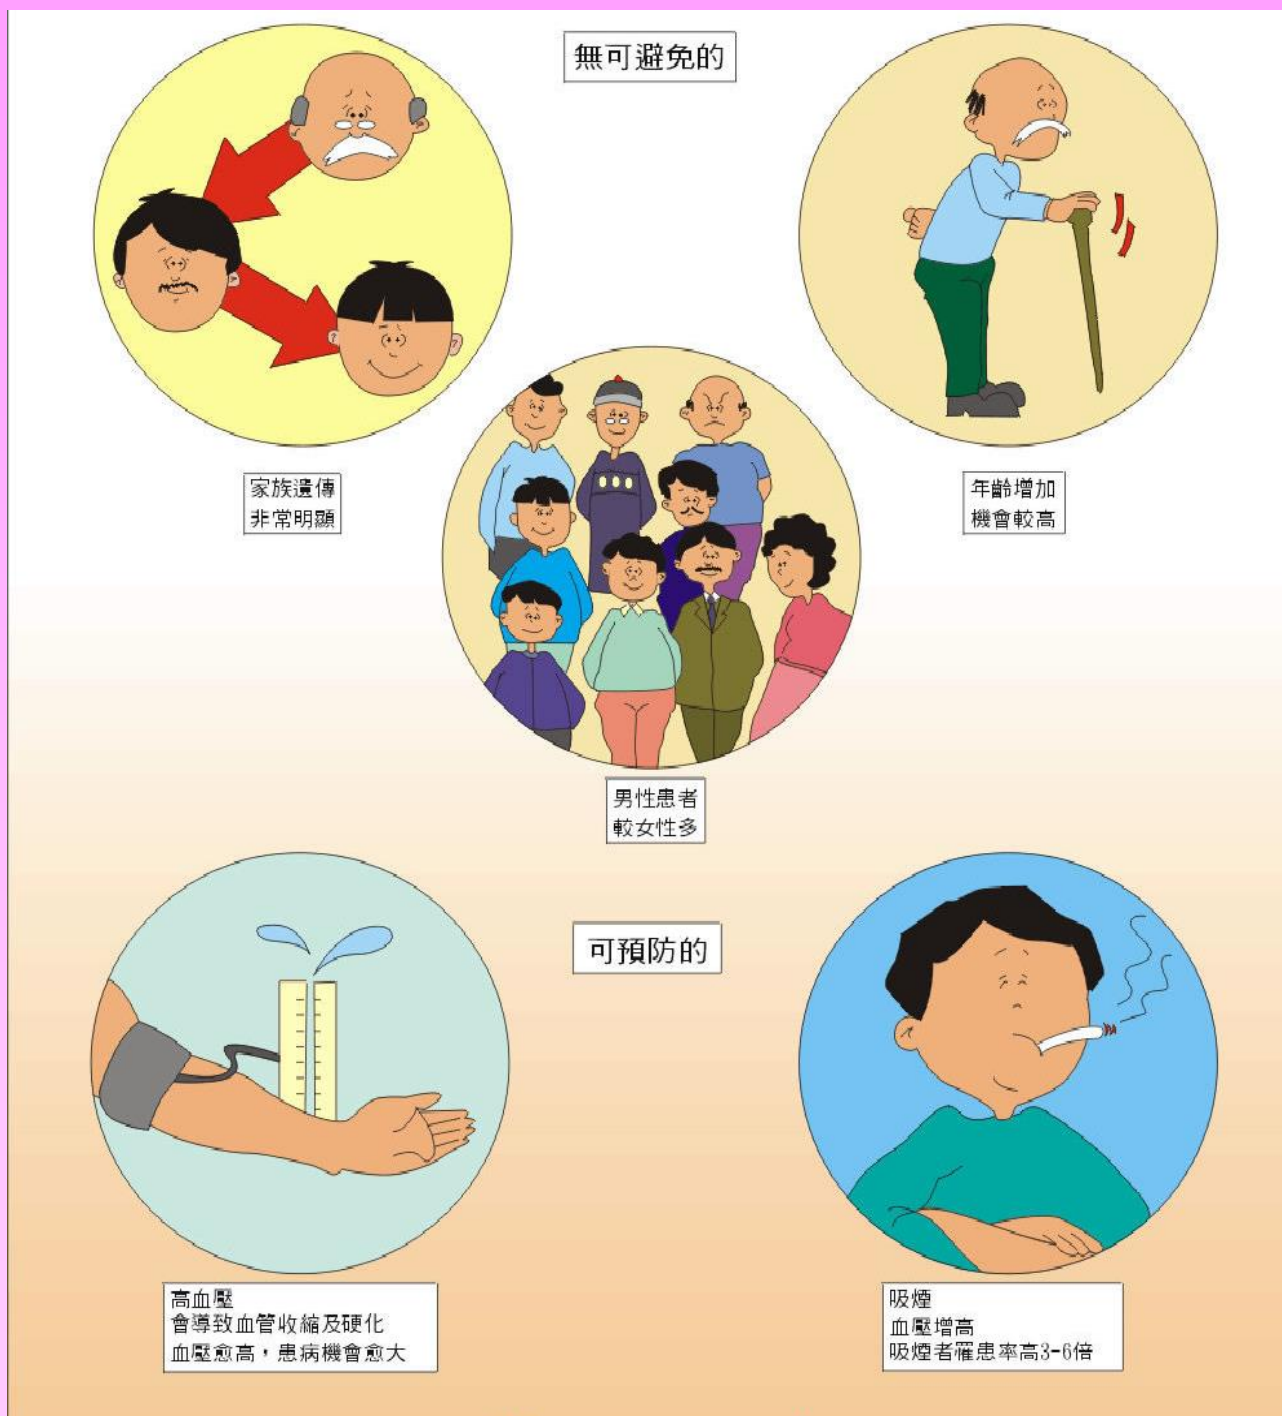 無可避免的
家族遺傳
非常明顯
年齡增加
機會較高
男性患者
較女性多
可預防的
高血壓
會導致血管收縮及硬化
血壓愈高，患病機會愈大
吸煙
血壓增高
吸煙者罹患率高3-6倍